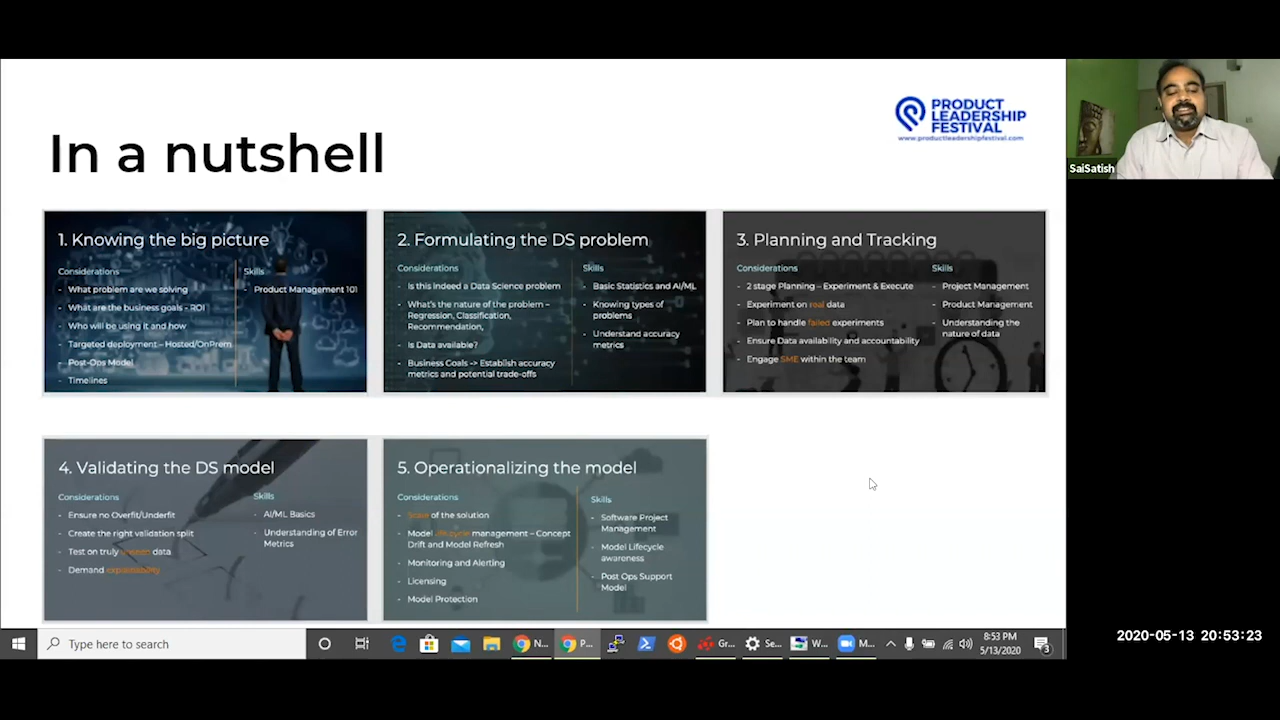 PRODUCT
LEADERSHIP
FESTIVAL
www.productleadershipfestival.com
SaiSatish
In a nutshell
1. Knowing the big picture
Considerations
- What problem are we solving
- What are the business goals - ROI
- Who will be using it and how
- Targeted deployment – Hosted/OnPrem
- Post-Ops Model
- Timelines
Skills
- Product Management 101
2. Formulating the DS problem
Considerations
- Is this indeed a Data Science problem
- What's the nature of the problem –
Regression, Classification,
Recommendation,
- Is Data available?
- Business Goals -> Establish accuracy
metrics and potential trade-offs
Skills
- Basic Statistics and AI/ML
- Knowing types of
problems
- Understand accuracy
metrics
3. Planning and Tracking
Considerations
- 2 stage Planning – Experiment & Execute
- Experiment on real data
- Plan to handle failed experiments
- Ensure Data availability and accountability
- Engage SME within the team
Skills
- Project Management
- Product Management
- Understanding the
nature of data
4. Validating the DS model
Considerations
- Ensure no Overfit/Underfit
- Create the right validation split
- Test on truly data
- Demand explainability
Skills
- AI/ML Basics
- Understanding of Error
Metrics
5. Operationalizing the model
Considerations
- Scale of the solution
- Model lifecycle management – Concept
Drift and Model Refresh
- Monitoring and Alerting
- Licensing
- Model Protection
Skills
- Software Project
Management
- Model Lifecycle
awareness
- Post Ops Support
Model
Type here to search
N...
P...
Gr...
Se...
W...
M...
8:53 PM
5/13/2020
3
2020-05-13 20:53:23